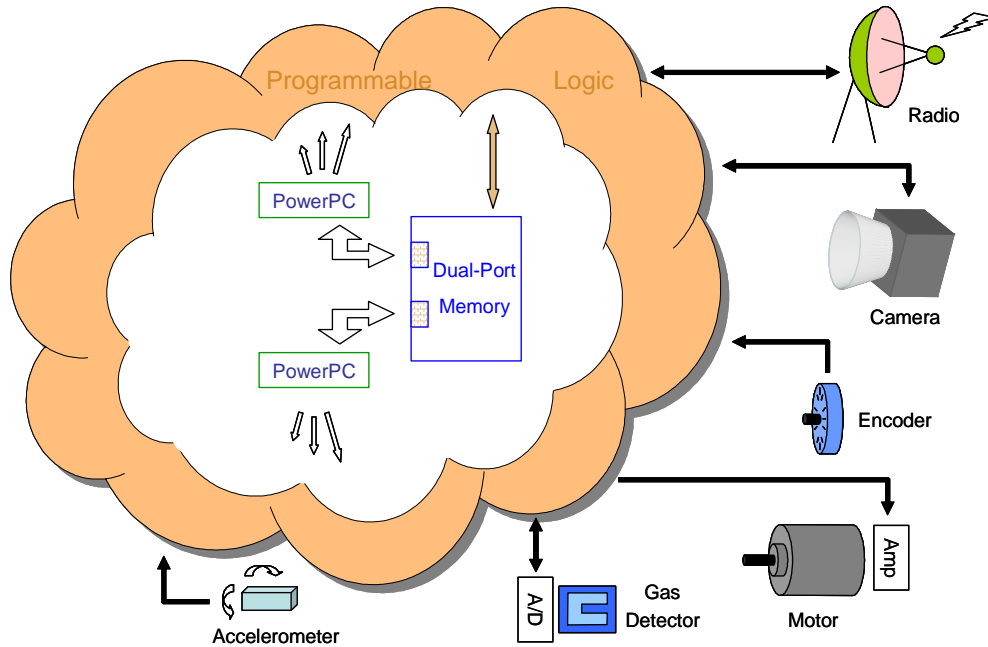 Programmable Logic
Radio
PowerPC
Dual-Port
Memory
Camera
PowerPC
Encoder
Amp
Motor
A/D
Gas
Detector
Accelerometer